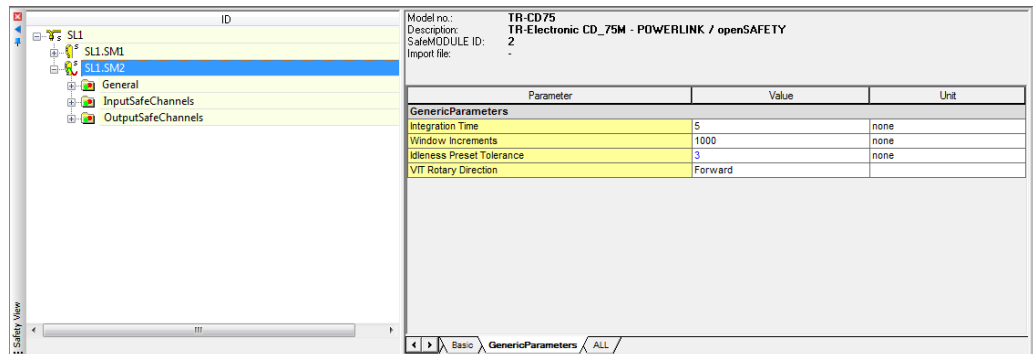 ID
SL1
SL1.SM1
SL1.SM2
General
InputSafeChannels
OutputSafeChannels
Safety View
Model no.: TR-CD75
Description: TR-Electronic CD_75M - POWERLINK / openSAFETY
SafeMODULE ID: 2
Import file: -
Parameter Value Unit
GenericParameters
Integration Time 5 none
Window Increments 1000 none
Idleness Preset Tolerance 3 none
VIT Rotary Direction Forward
Basic GenericParameters ALL